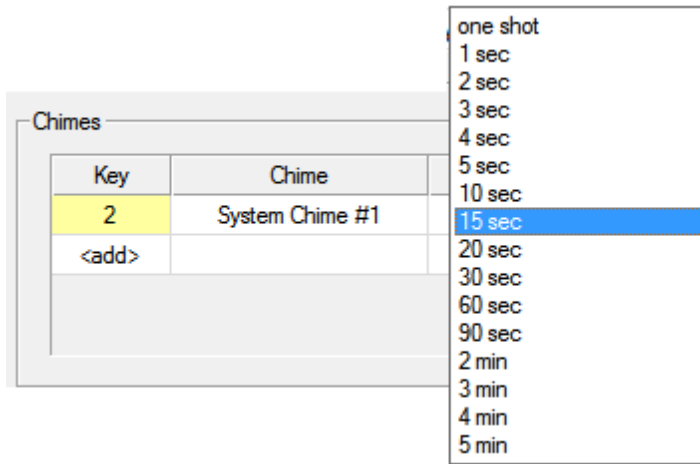 Chimes
Key Chime
2 System Chime #1
<add>
one shot
1 sec
2 sec
3 sec
4 sec
5 sec
10 sec
15 sec
20 sec
30 sec
60 sec
90 sec
2 min
3 min
4 min
5 min